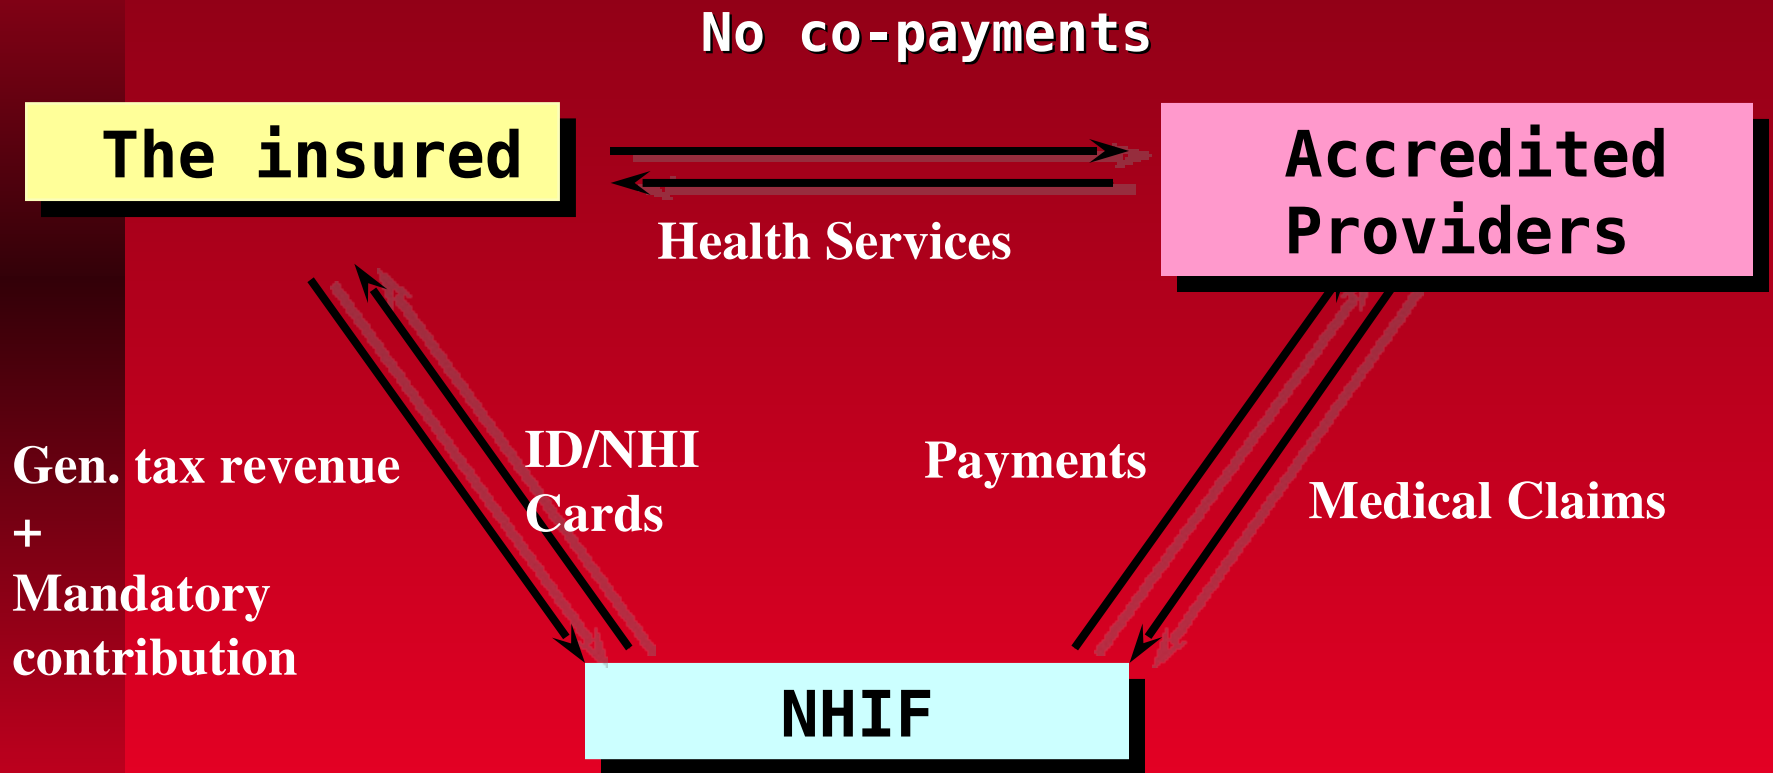 No co-payments
The insured
Accredited
Providers
Health Services
Gen. tax revenue
+
Mandatory
contribution
ID/NHI
Cards
Payments
Medical Claims
NHIF